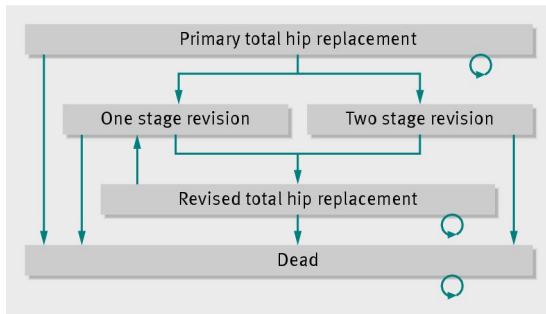 Primary total hip replacement
One stage revision
Two stage revision
Revised total hip replacement
Dead